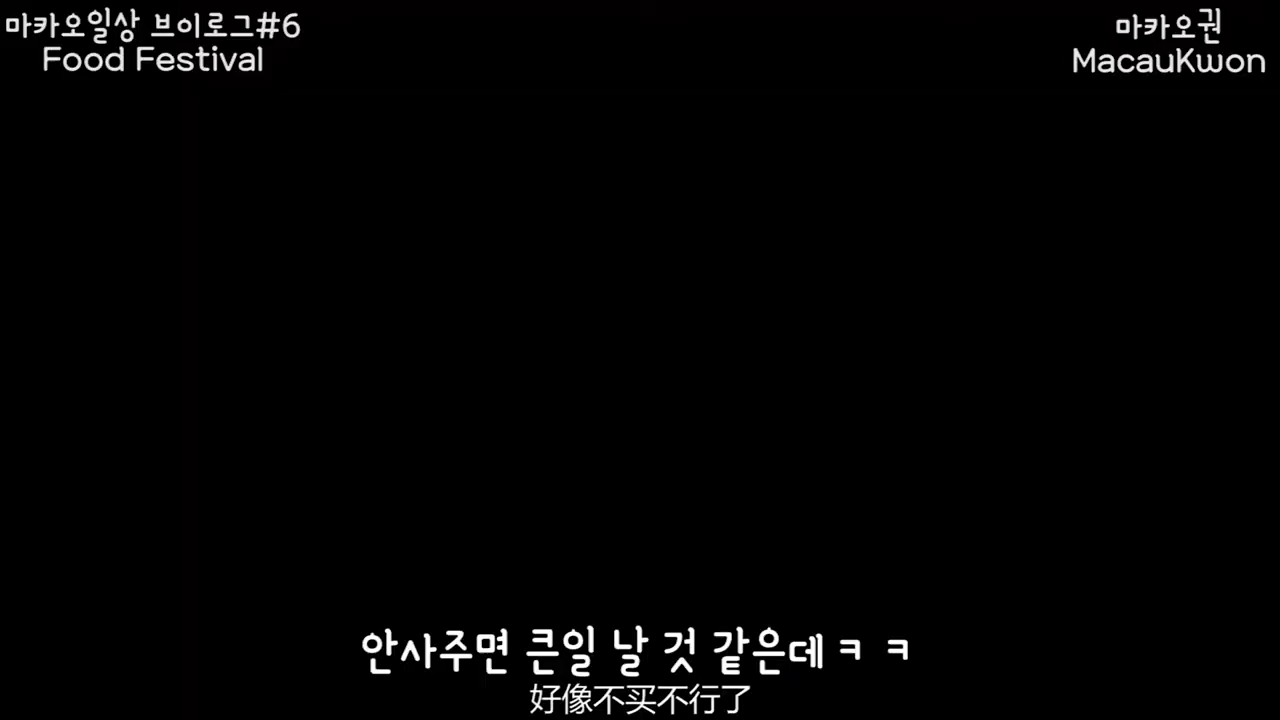 마카오일상 브이로그#6
Food Festival
마카오권
MacauKwon
안사주면 큰일 날 것 같은데ㅋ ㅋ
好像不买不行了